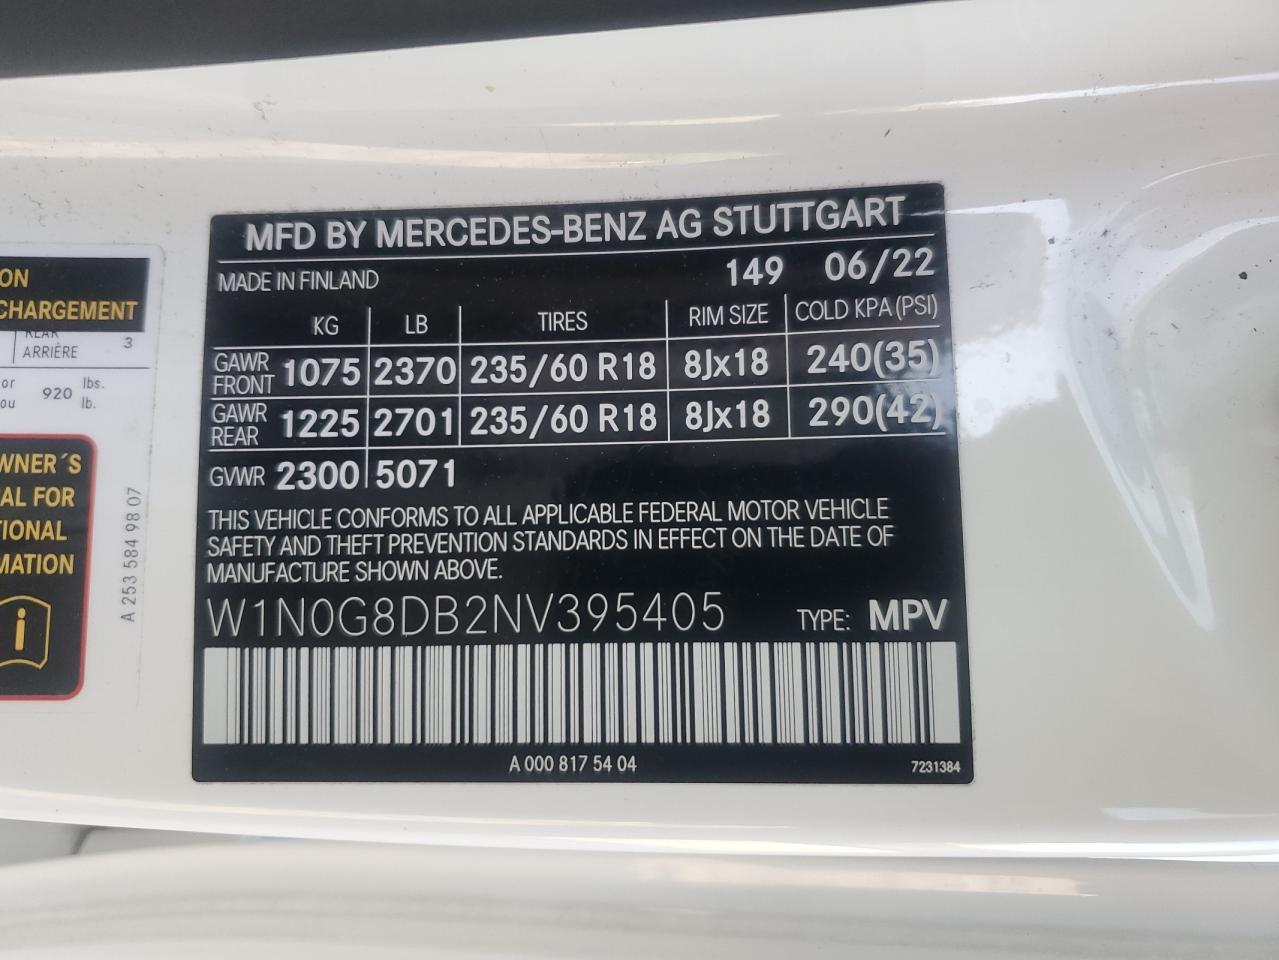 ON
CHARGEMENT
REAR
ARRIÈRE 3
or
ou 920 lbs.
lb.
WNER´S
AL FOR
TIONAL
MATION
i
A 253 584 98 07
MFD BY MERCEDES-BENZ AG STUTTGART
MADE IN FINLAND 149 06/22
KG LB TIRES RIM SIZE COLD KPA (PSI)
GAWR FRONT 1075 2370 235/60 R18 8Jx18 240(35)
GAWR REAR 1225 2701 235/60 R18 8Jx18 290(42)
GVWR 2300 5071
THIS VEHICLE CONFORMS TO ALL APPLICABLE FEDERAL MOTOR VEHICLE
SAFETY AND THEFT PREVENTION STANDARDS IN EFFECT ON THE DATE OF
MANUFACTURE SHOWN ABOVE.
W1N0G8DB2NV395405 TYPE: MPV
A 000 817 54 04 7231384